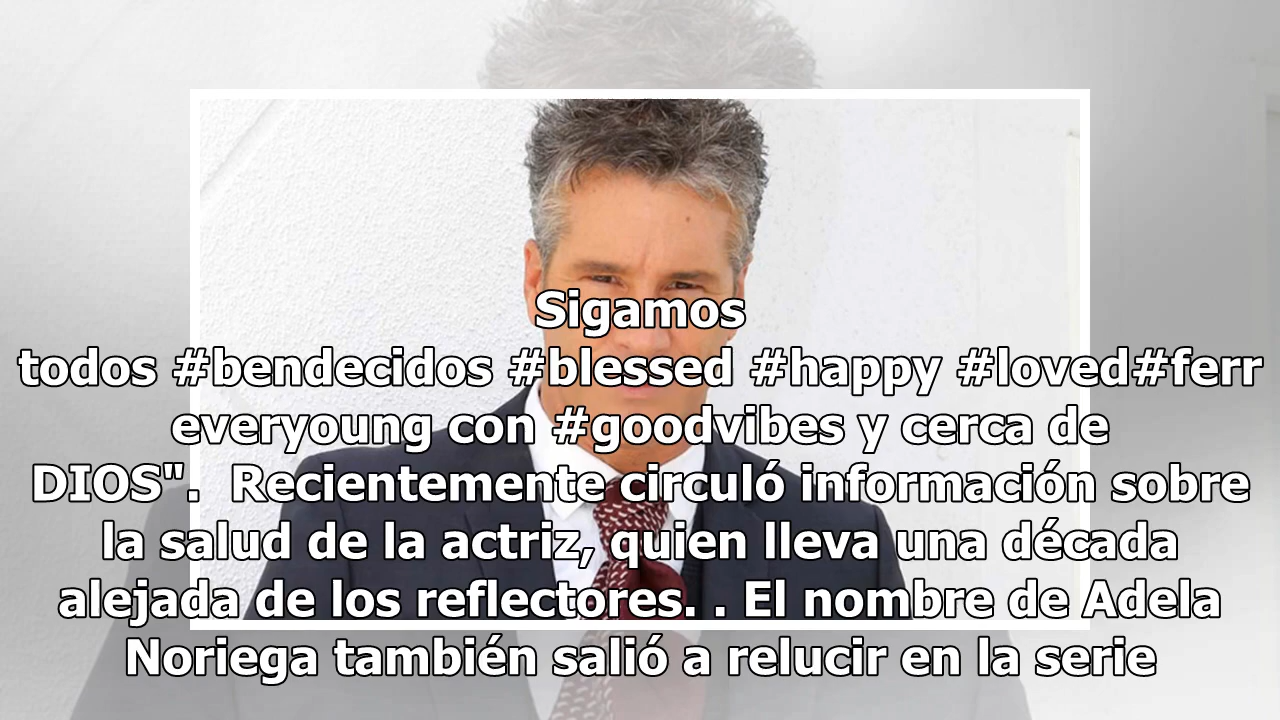 Sigamos
todos #bendecidos #blessed #happy #loved#ferr
everyoung con #goodvibes y cerca de
DIOS".  Recientemente circuló información sobre
la salud de la actriz, quien lleva una década
alejada de los reflectores. . El nombre de Adela
Noriega también salió a relucir en la serie